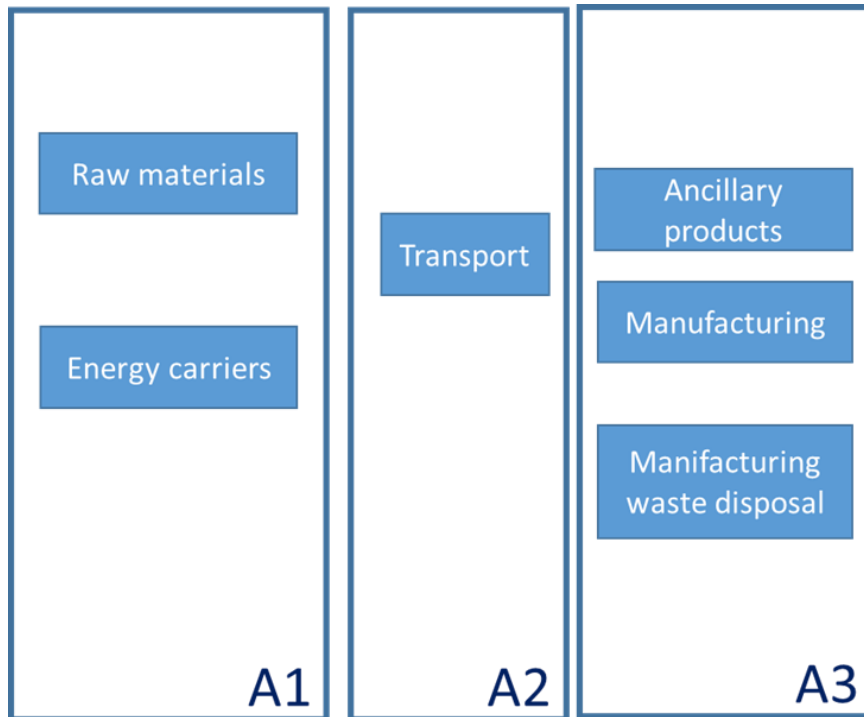 Raw materials
Energy carriers
A1
Transport
A2
Ancillary
products
Manufacturing
Manifacturing
waste disposal
A3